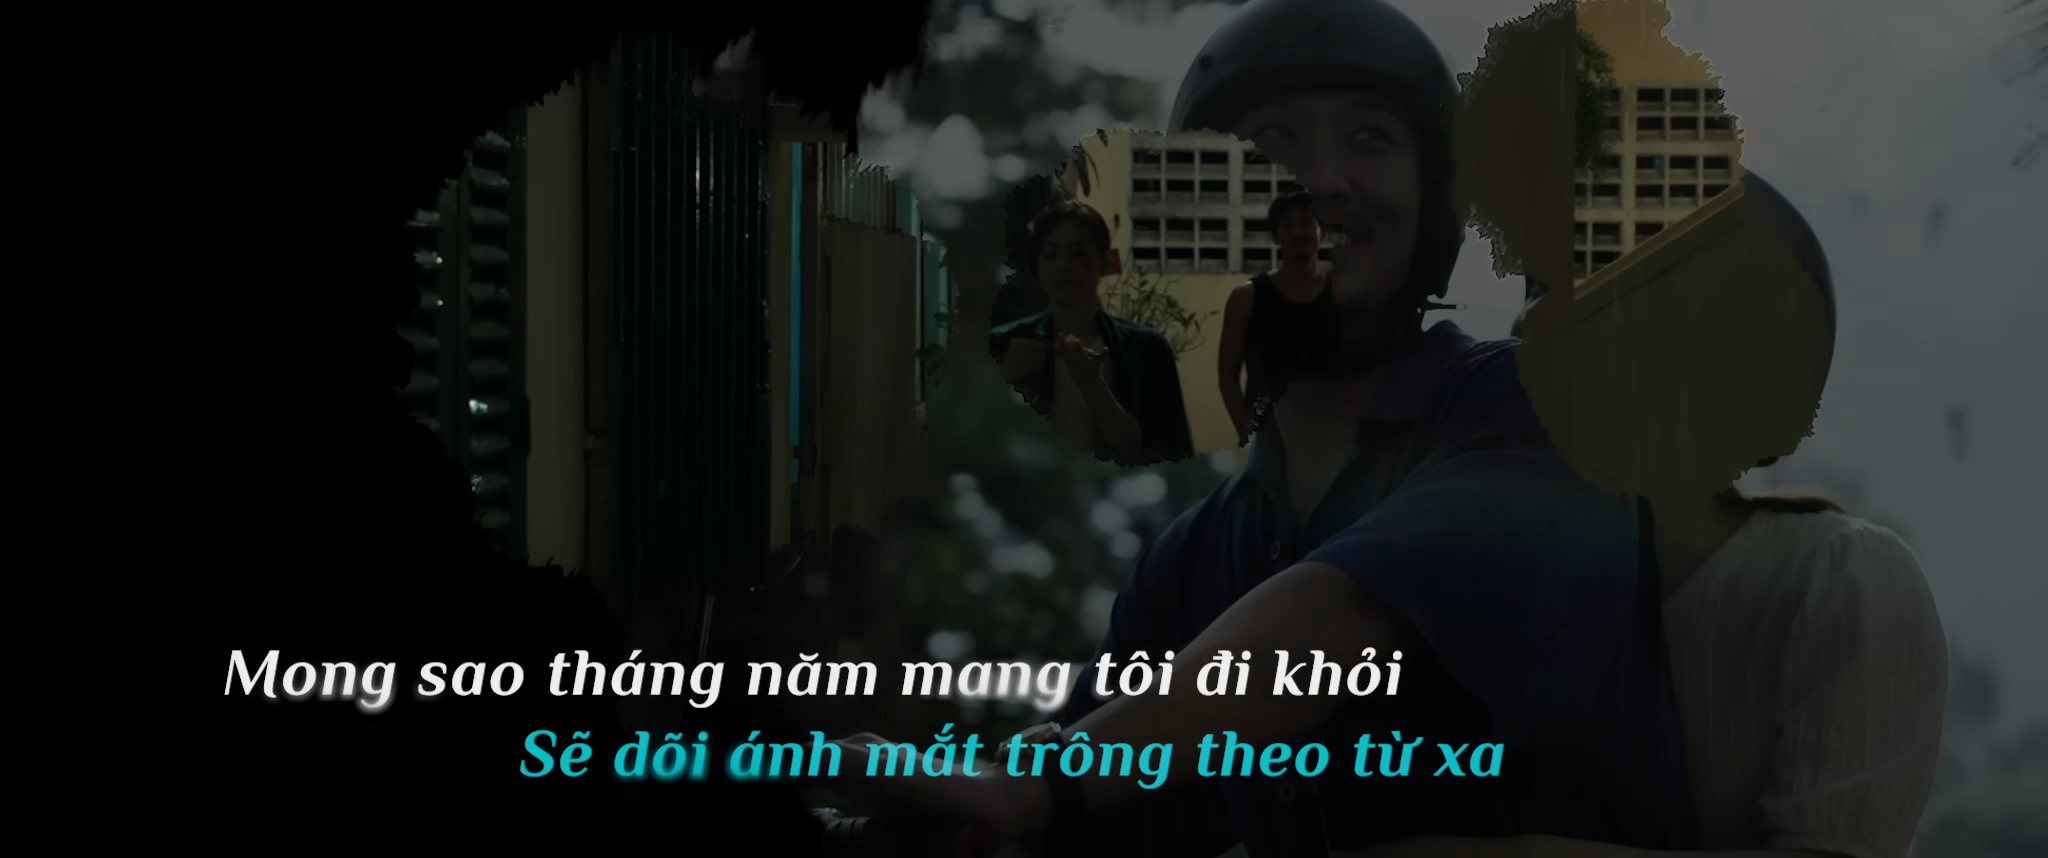 Mong sao tháng năm mang tôi đi khỏi
Sẽ dõi ánh mắt trông theo từ xa